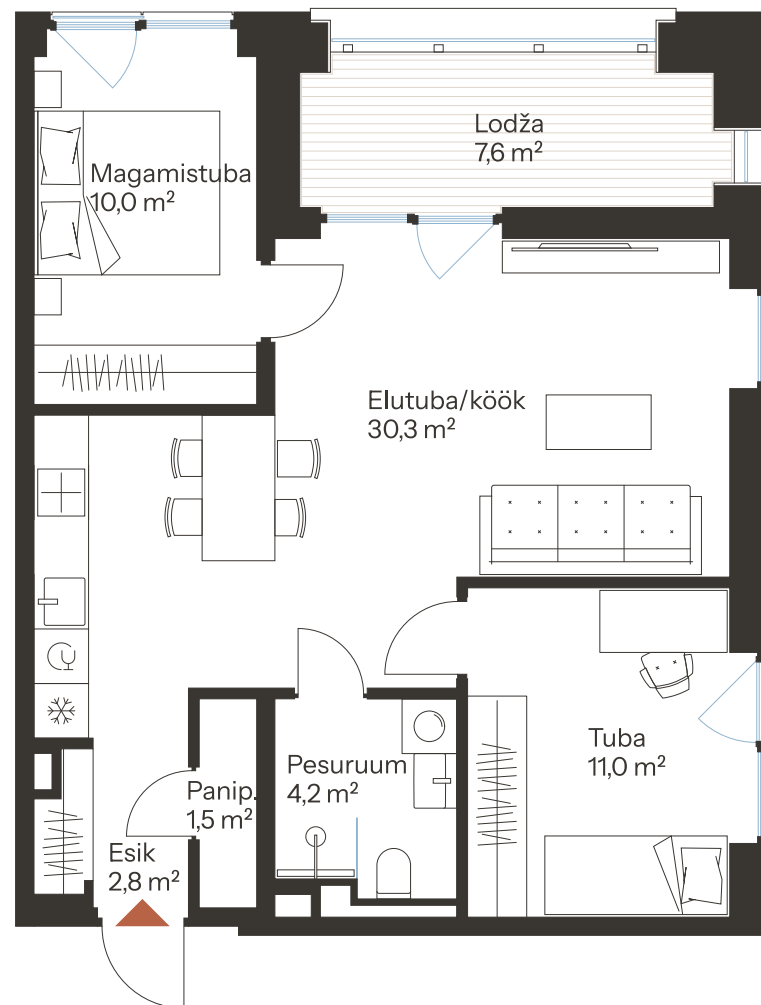 Lodža
7,6 m²
Magamistuba
10,0 m²
Elutuba/köök
30,3 m²
Tuba
11,0 m²
Pesuruum
4,2 m²
Panip.
1,5 m²
Esik
2,8 m²